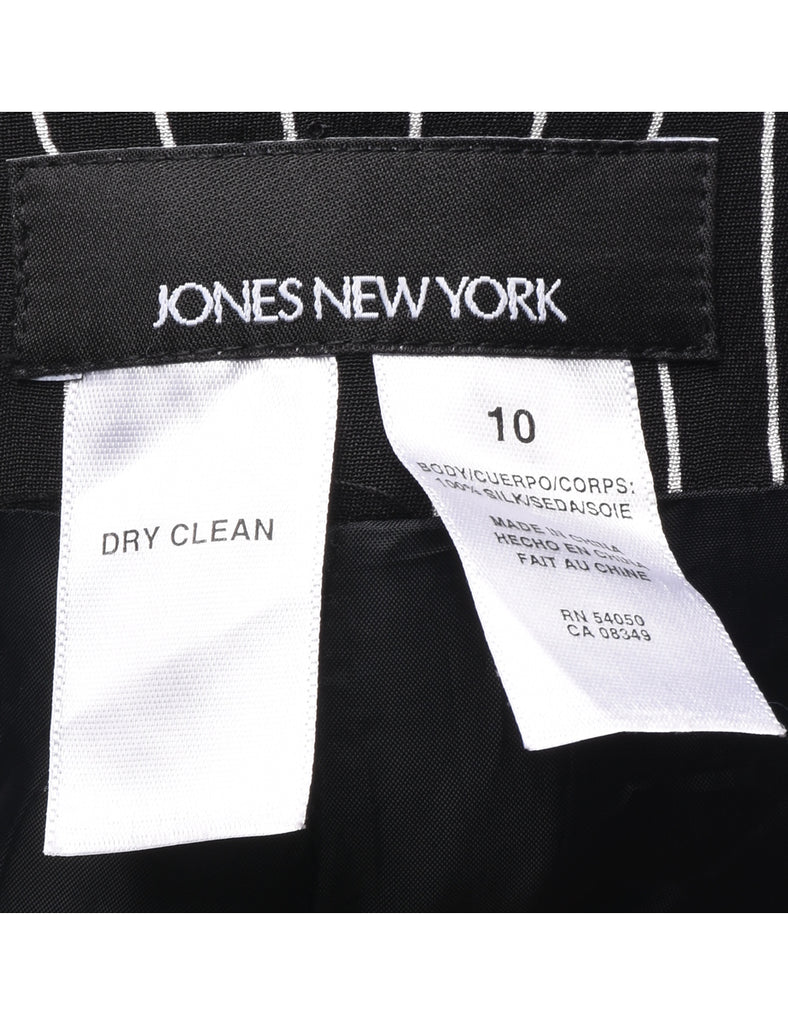 JONES NEW YORK
DRY CLEAN
10
BODY/CUERPO/CORPS:
100% SILK/SEDA/SOIE
MADE IN CHINA
HECHO EN CHINA
FAIT AU CHINE
RN 54050
CA 08349